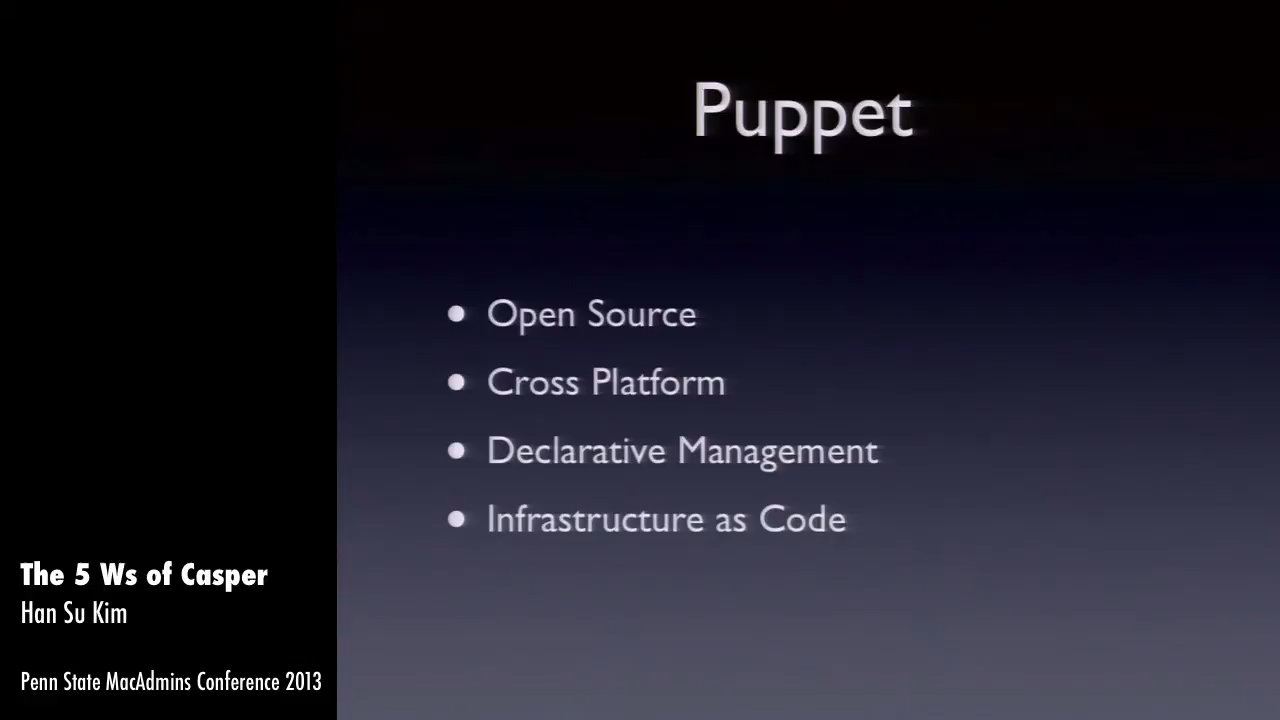 Puppet
• Open Source
• Cross Platform
• Declarative Management
• Infrastructure as Code
The 5 Ws of Casper
Han Su Kim
Penn State MacAdmins Conference 2013